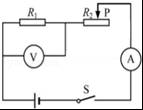 R₁ R₂ P
V A
S